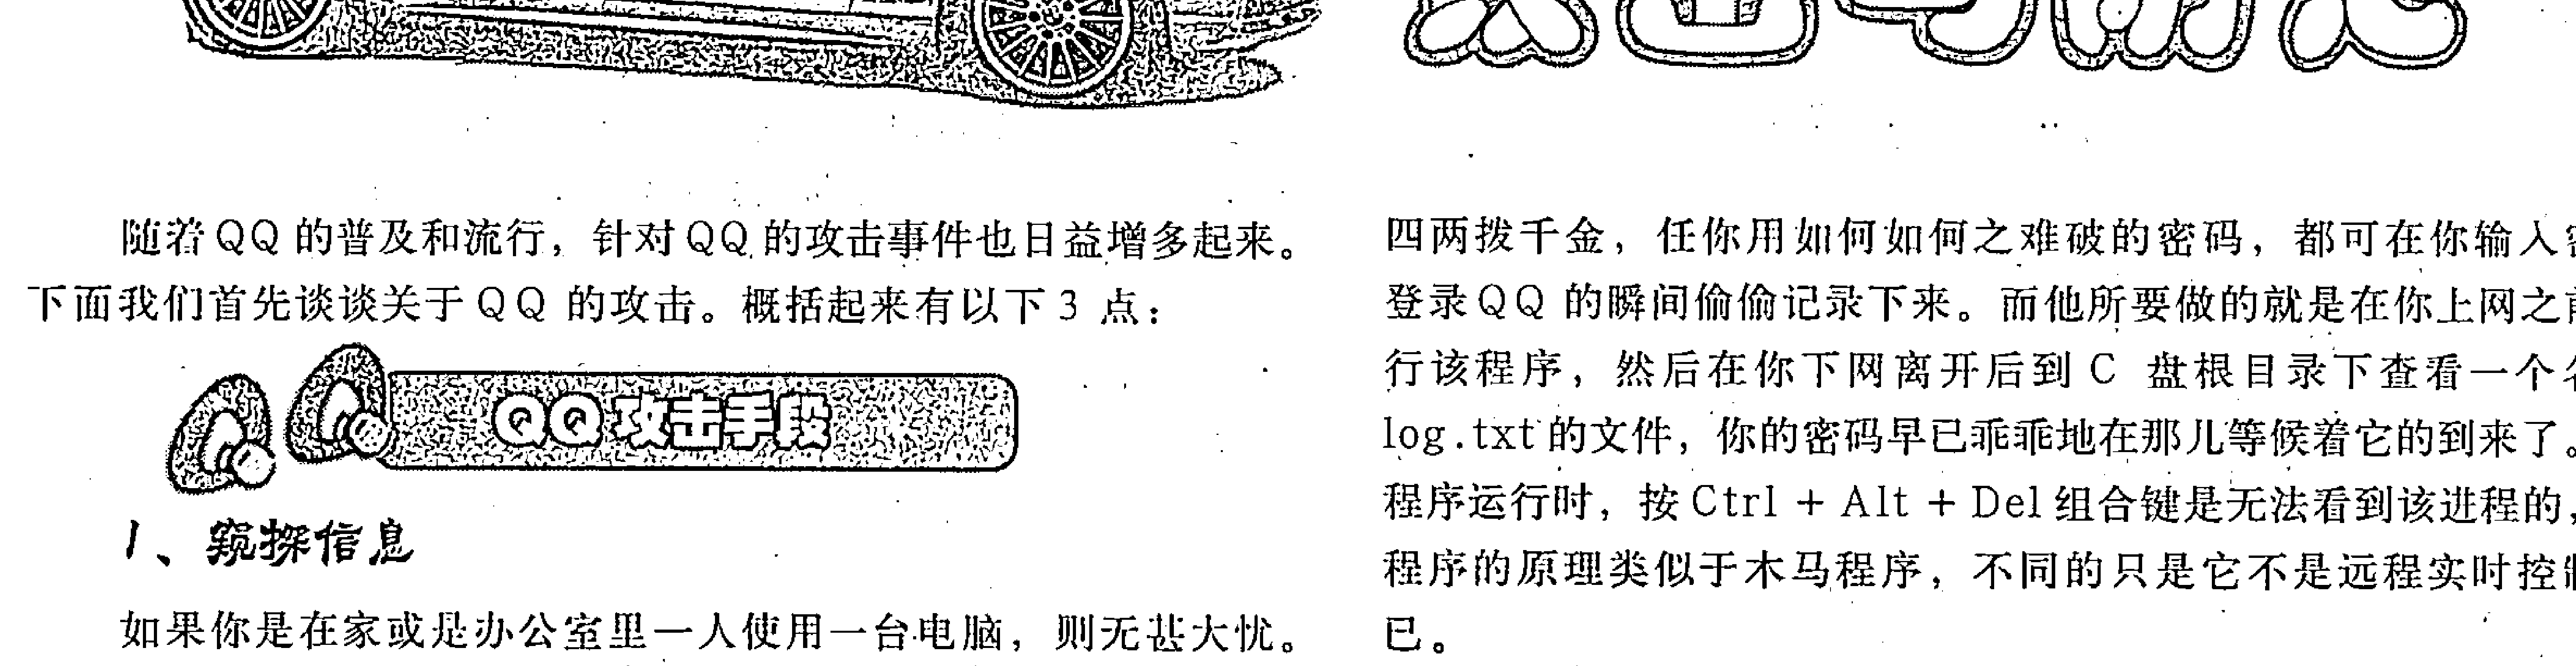 随着QQ的普及和流行，针对QQ的攻击事件也日益增多起来。
下面我们首先谈谈关于QQ的攻击。概括起来有以下3点：
QQ攻击手段
1、窥探信息
如果你是在家或是办公室里一人使用一台电脑，则无甚大忧。
四两拨千金，任你用如何如何之难破的密码，都可在你输入
登录QQ的瞬间偷偷记录下来。而他所要做的就是在你上网之
行该程序，然后在你下网离开后到C盘根目录下查看一个
log.txt的文件，你的密码早已乖乖地在那儿等候着它的到来了。
程序运行时，按Ctrl + Alt + Del组合键是无法看到该进程的，
程序的原理类似于木马程序，不同的只是它不是远程实时控
已。